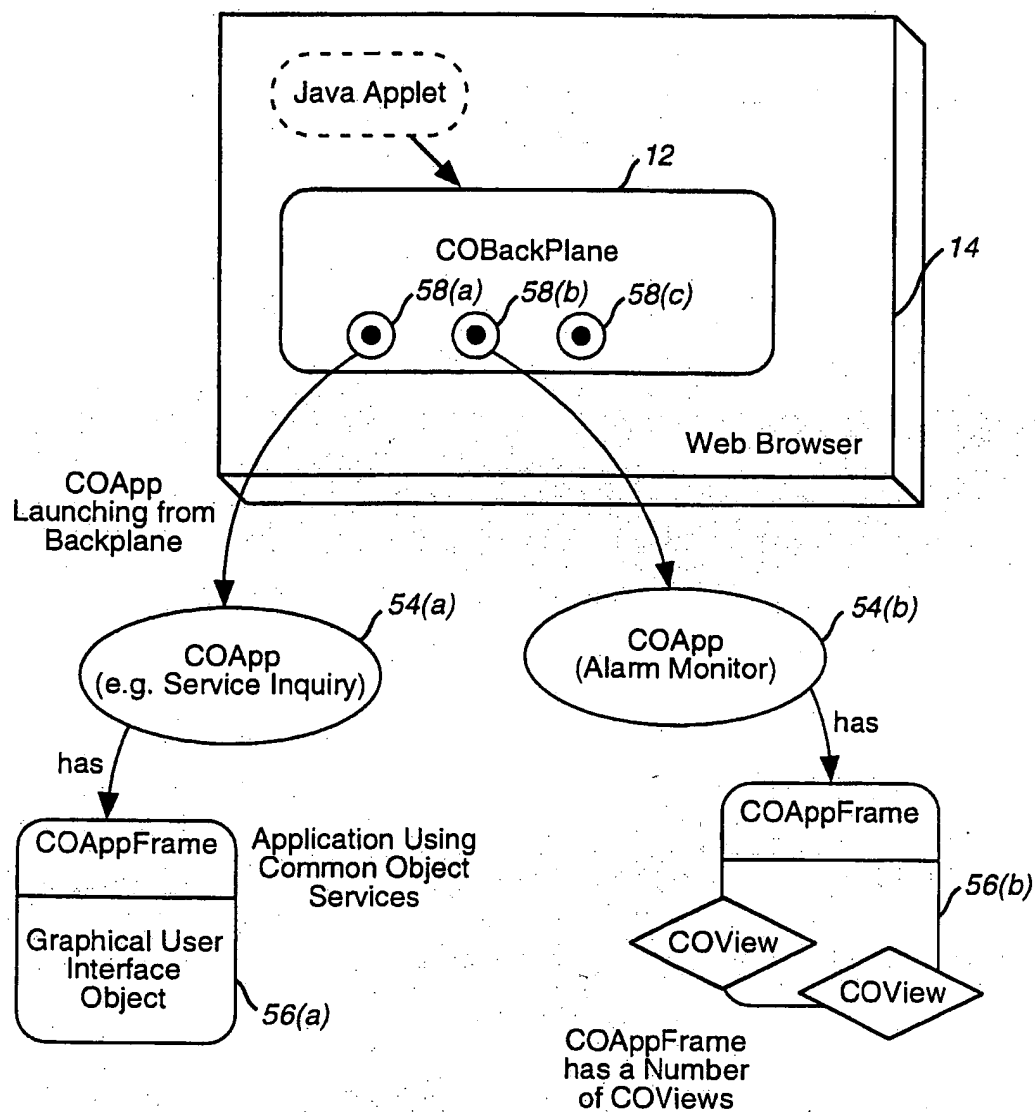 Java Applet
12
COBackPlane
14
58(a)
58(b)
58(c)
Web Browser
COApp
Launching from
Backplane
54(a)
COApp
(e.g. Service Inquiry)
54(b)
COApp
(Alarm Monitor)
has
has
COAppFrame
Application Using
Common Object
Services
Graphical User
Interface
Object
56(a)
COAppFrame
56(b)
COView
COView
COAppFrame
has a Number
of COViews